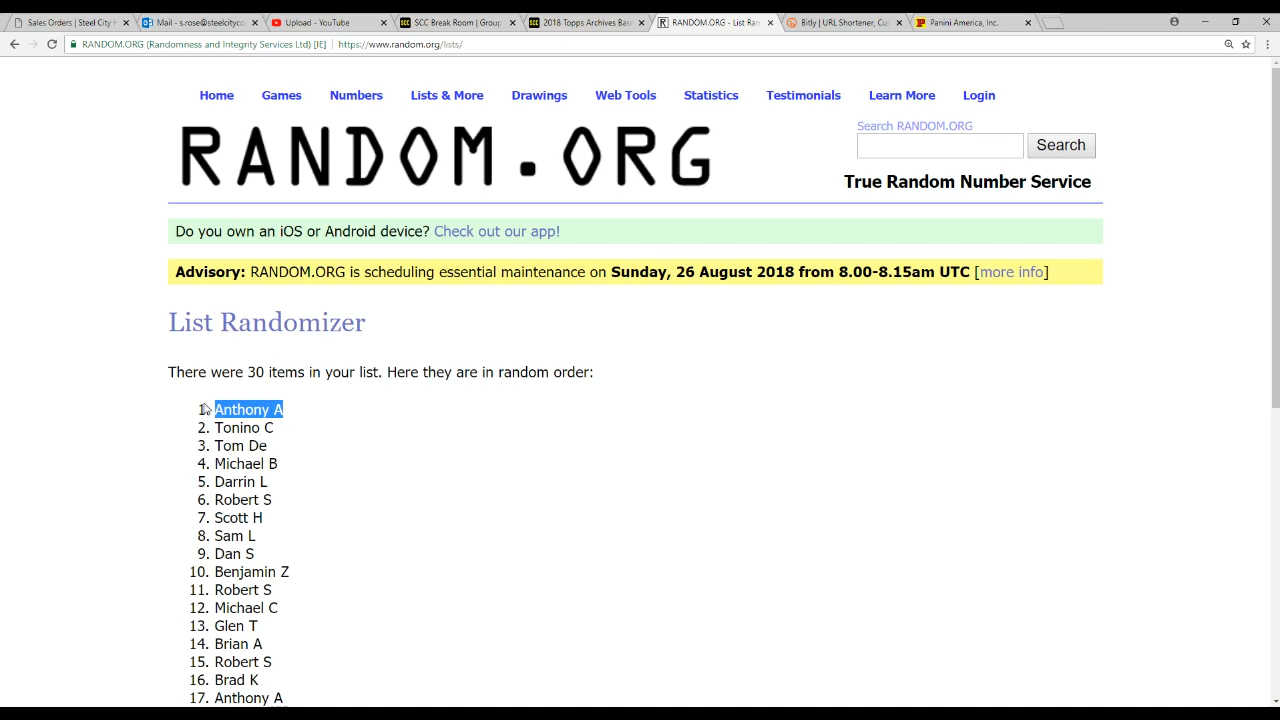 Sales Orders | Steel City H
Mail - s.rose@steelcityco
Upload - YouTube
SCC Break Room | Group
2018 Topps Archives Base
RANDOM.ORG - List Ran
Bitly | URL Shortener, Cus
Panini America, Inc.
RANDOM.ORG (Randomness and Integrity Services Ltd) [IE] | https://www.random.org/lists/
Home Games Numbers Lists & More Drawings Web Tools Statistics Testimonials Learn More Login
RANDOM.ORG
Search RANDOM.ORG
Search
True Random Number Service
Do you own an iOS or Android device? Check out our app!
Advisory: RANDOM.ORG is scheduling essential maintenance on Sunday, 26 August 2018 from 8.00-8.15am UTC [more info]
List Randomizer
There were 30 items in your list. Here they are in random order:
1. Anthony A
2. Tonino C
3. Tom De
4. Michael B
5. Darrin L
6. Robert S
7. Scott H
8. Sam L
9. Dan S
10. Benjamin Z
11. Robert S
12. Michael C
13. Glen T
14. Brian A
15. Robert S
16. Brad K
17. Anthony A